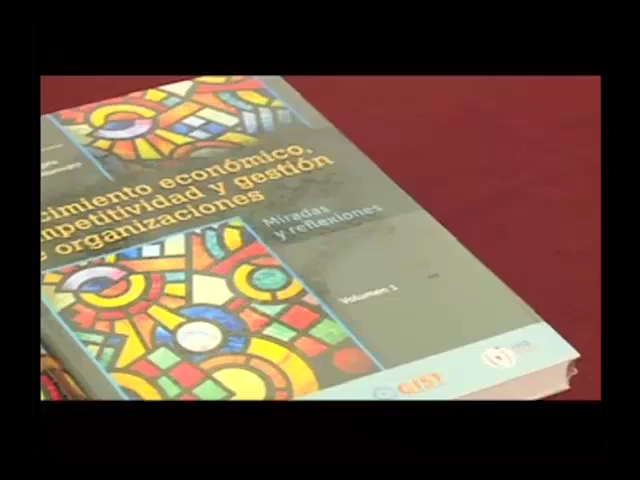 cimiento económico,
mpetitividad y gestión
e organizaciones
Miradas
y reflexiones
Volumen 1